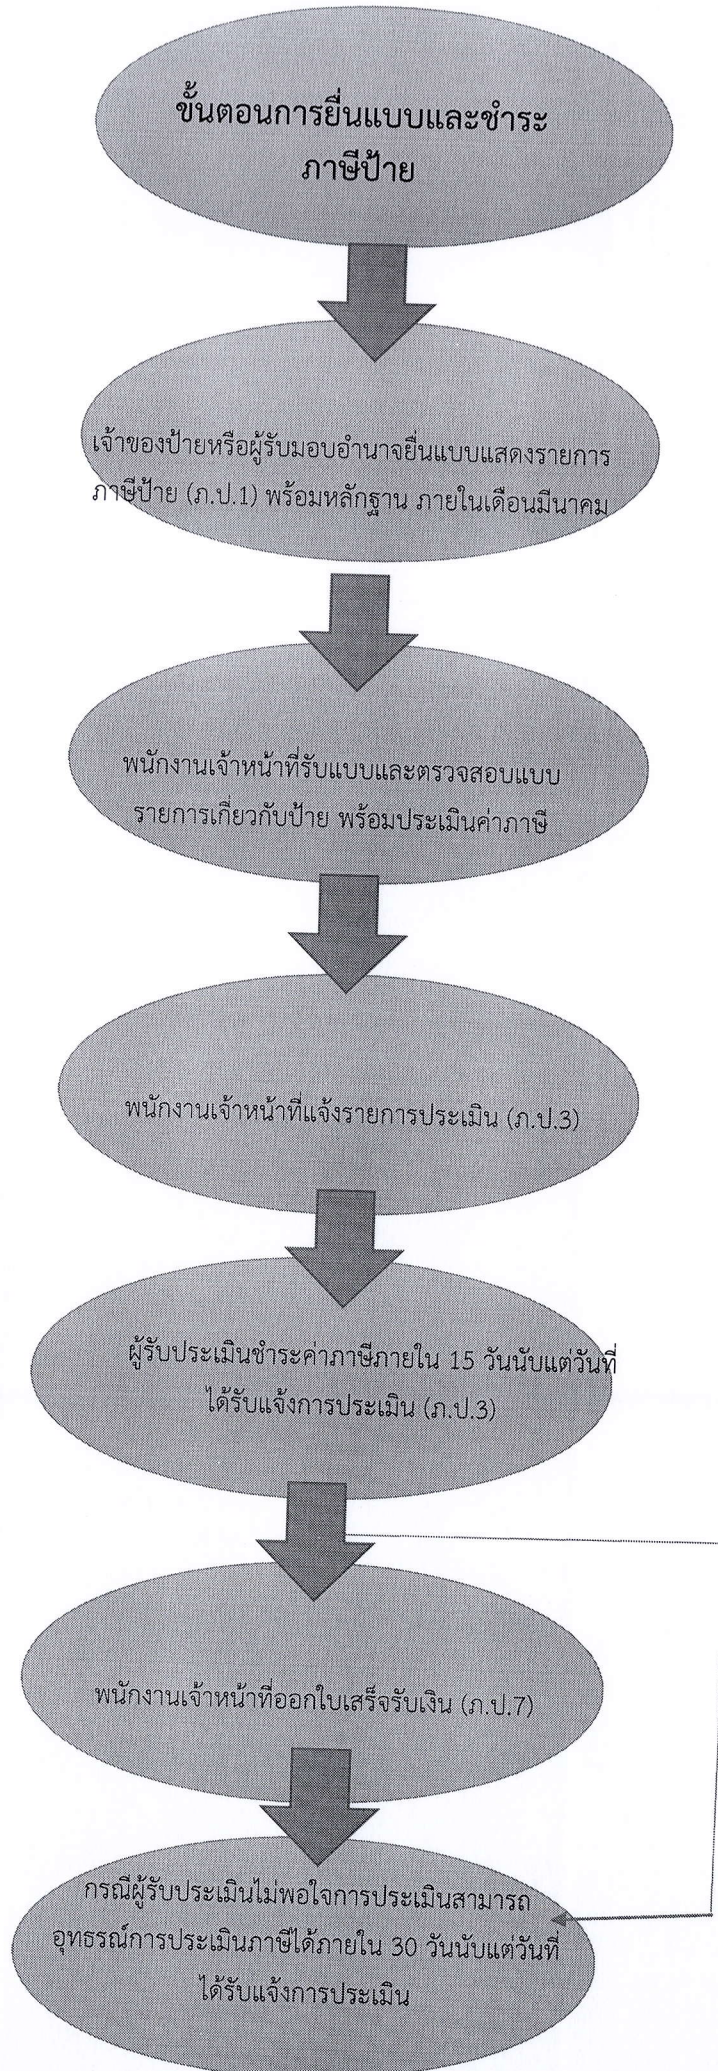 ขั้นตอนการยื่นแบบและชำระ
ภาษีป้าย
เจ้าของป้ายหรือผู้รับมอบอำนาจยื่นแบบแสดงรายการ
ภาษีป้าย (ภ.ป.1) พร้อมหลักฐาน ภายในเดือนมีนาคม
พนักงานเจ้าหน้าที่รับแบบและตรวจสอบแบบ
รายการเกี่ยวกับป้าย พร้อมประเมินค่าภาษี
พนักงานเจ้าหน้าที่แจ้งรายการประเมิน (ภ.ป.3)
ผู้รับประเมินชำระค่าภาษีภายใน 15 วันนับแต่วันที่
ได้รับแจ้งการประเมิน (ภ.ป.3)
พนักงานเจ้าหน้าที่ออกใบเสร็จรับเงิน (ภ.ป.7)
กรณีผู้รับประเมินไม่พอใจการประเมินสามารถ
อุทธรณ์การประเมินภาษีได้ภายใน 30 วันนับแต่วันที่
ได้รับแจ้งการประเมิน